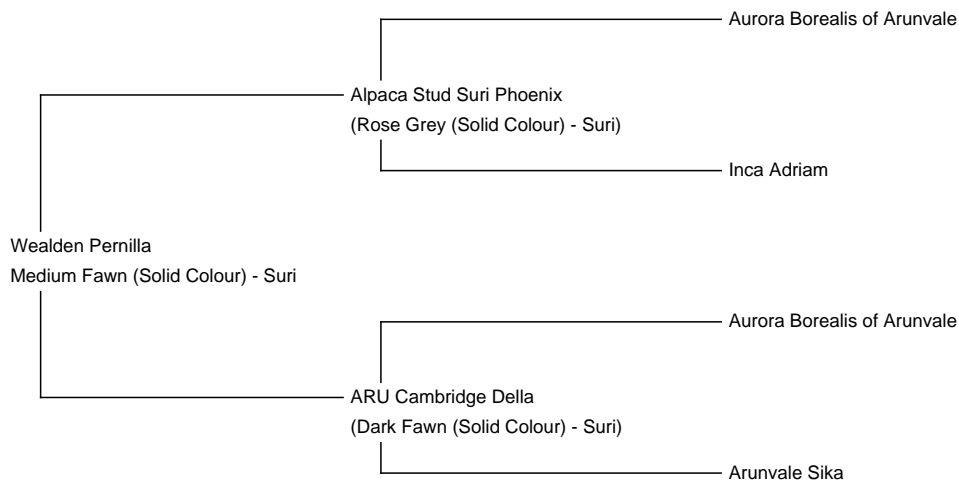 Aurora Borealis of Arunvale
Alpaca Stud Suri Phoenix
(Rose Grey (Solid Colour) - Suri)
Inca Adriam
Wealden Pernilla
Medium Fawn (Solid Colour) - Suri
Aurora Borealis of Arunvale
ARU Cambridge Della
(Dark Fawn (Solid Colour) - Suri)
Arunvale Sika